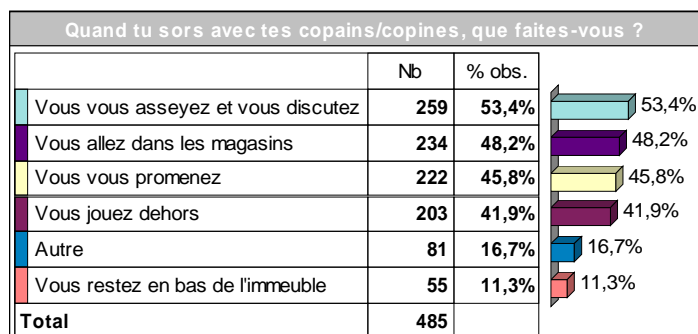 Quand tu sors avec tes copains/copines, que faites-vous ?
Nb % obs.
Vous vous asseyez et vous discutez 259 53,4% 53,4%
Vous allez dans les magasins 234 48,2% 48,2%
Vous vous promenez 222 45,8% 45,8%
Vous jouez dehors 203 41,9% 41,9%
Autre 81 16,7% 16,7%
Vous restez en bas de l'immeuble 55 11,3% 11,3%
Total 485